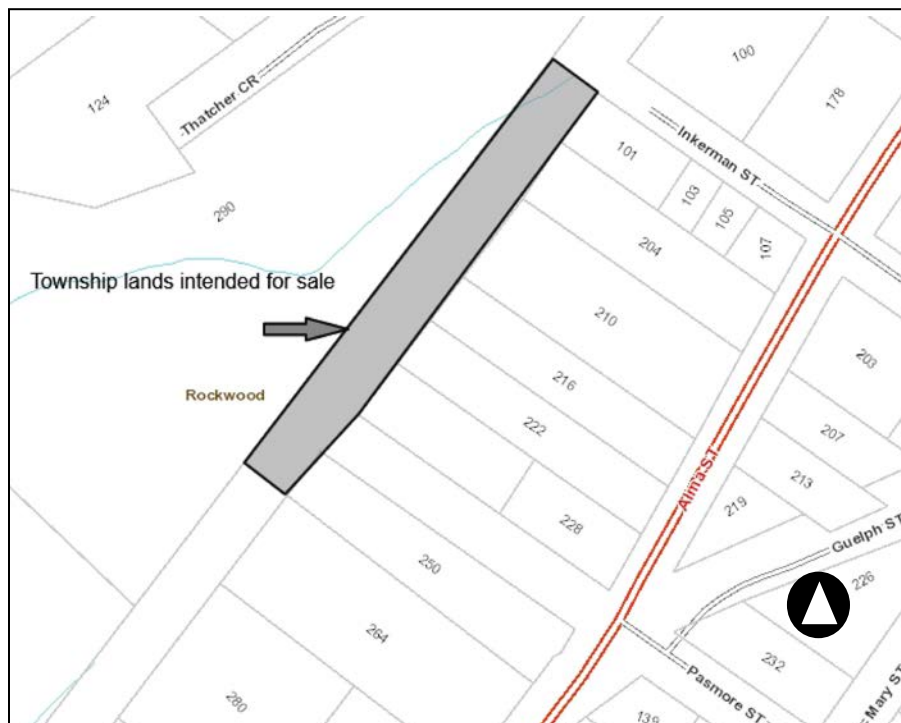 100
124
Thatcher CR
178
Inkerman ST
101
103
105
107
290
204
Township lands intended for sale
210
203
216
Rockwood
222
207
213
Alma ST
219
228
Guelph ST
250
226
264
232
280
Pasmore ST
Mary ST
139